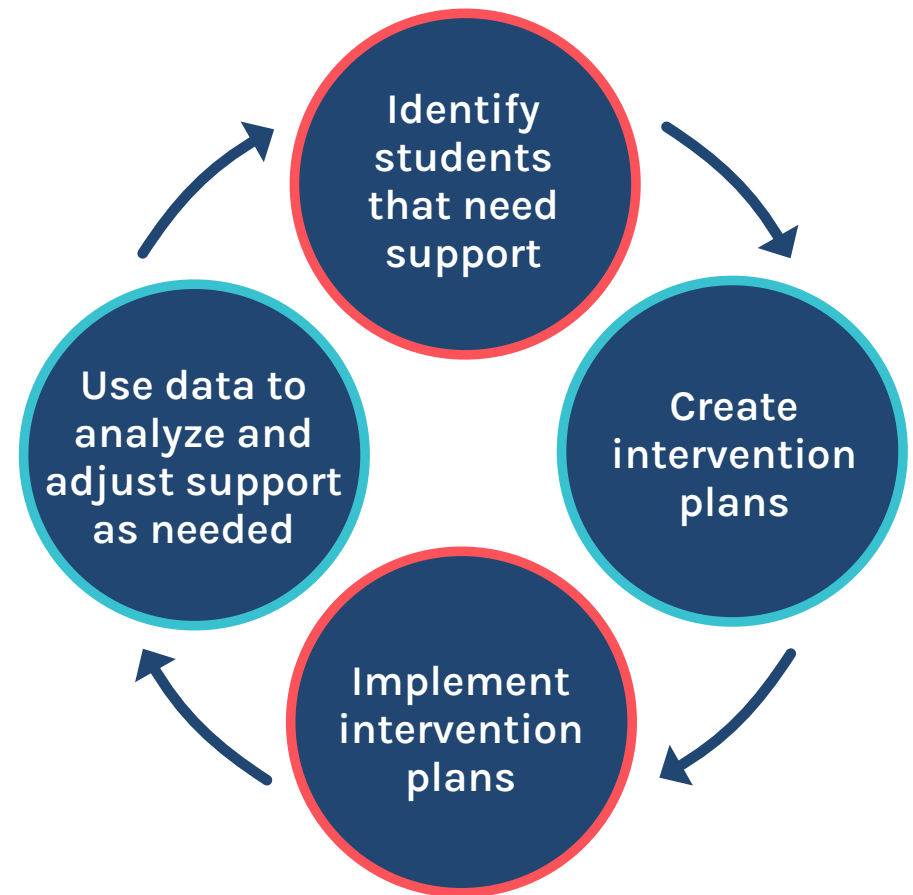 Identify
students
that need
support
Create
intervention
plans
Implement
intervention
plans
Use data to
analyze and
adjust support
as needed